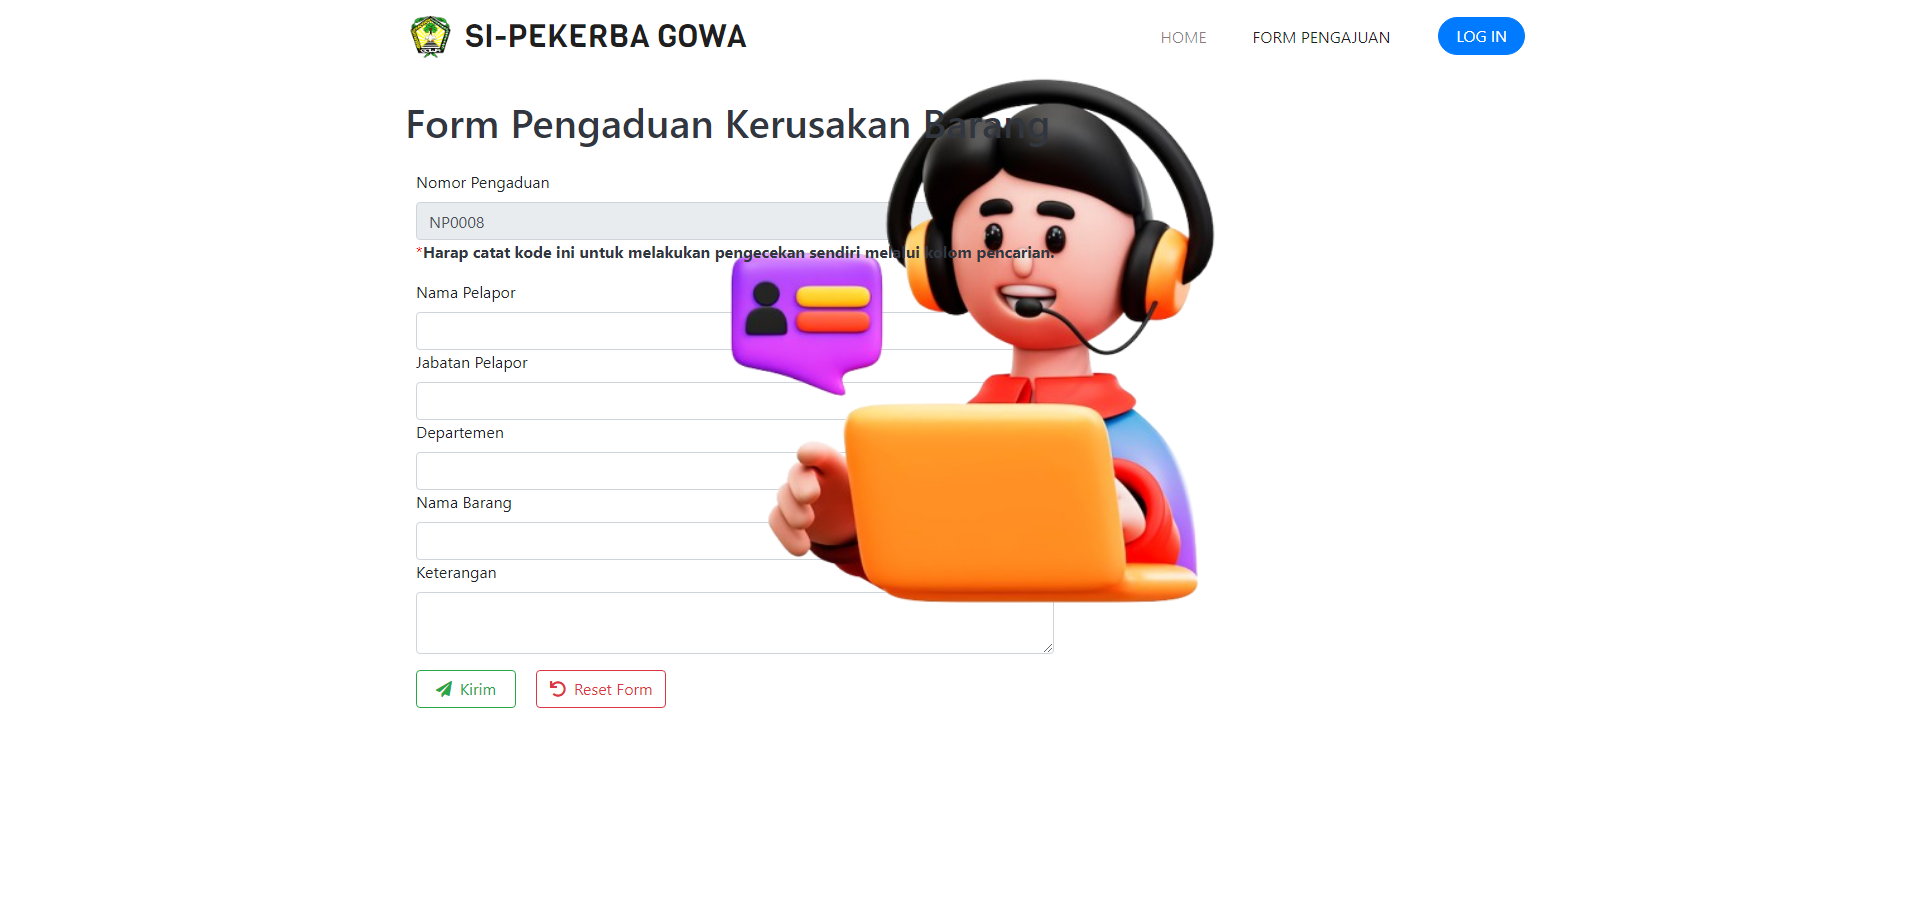 SI-PEKERBA GOWA
HOME
FORM PENGAJUAN
LOG IN
Form Pengaduan Kerusakan Barang
Nomor Pengaduan
NP0008
*Harap catat kode ini untuk melakukan pengecekan sendiri melalui kolom pencarian.
Nama Pelapor
Jabatan Pelapor
Departemen
Nama Barang
Keterangan
Kirim
Reset Form